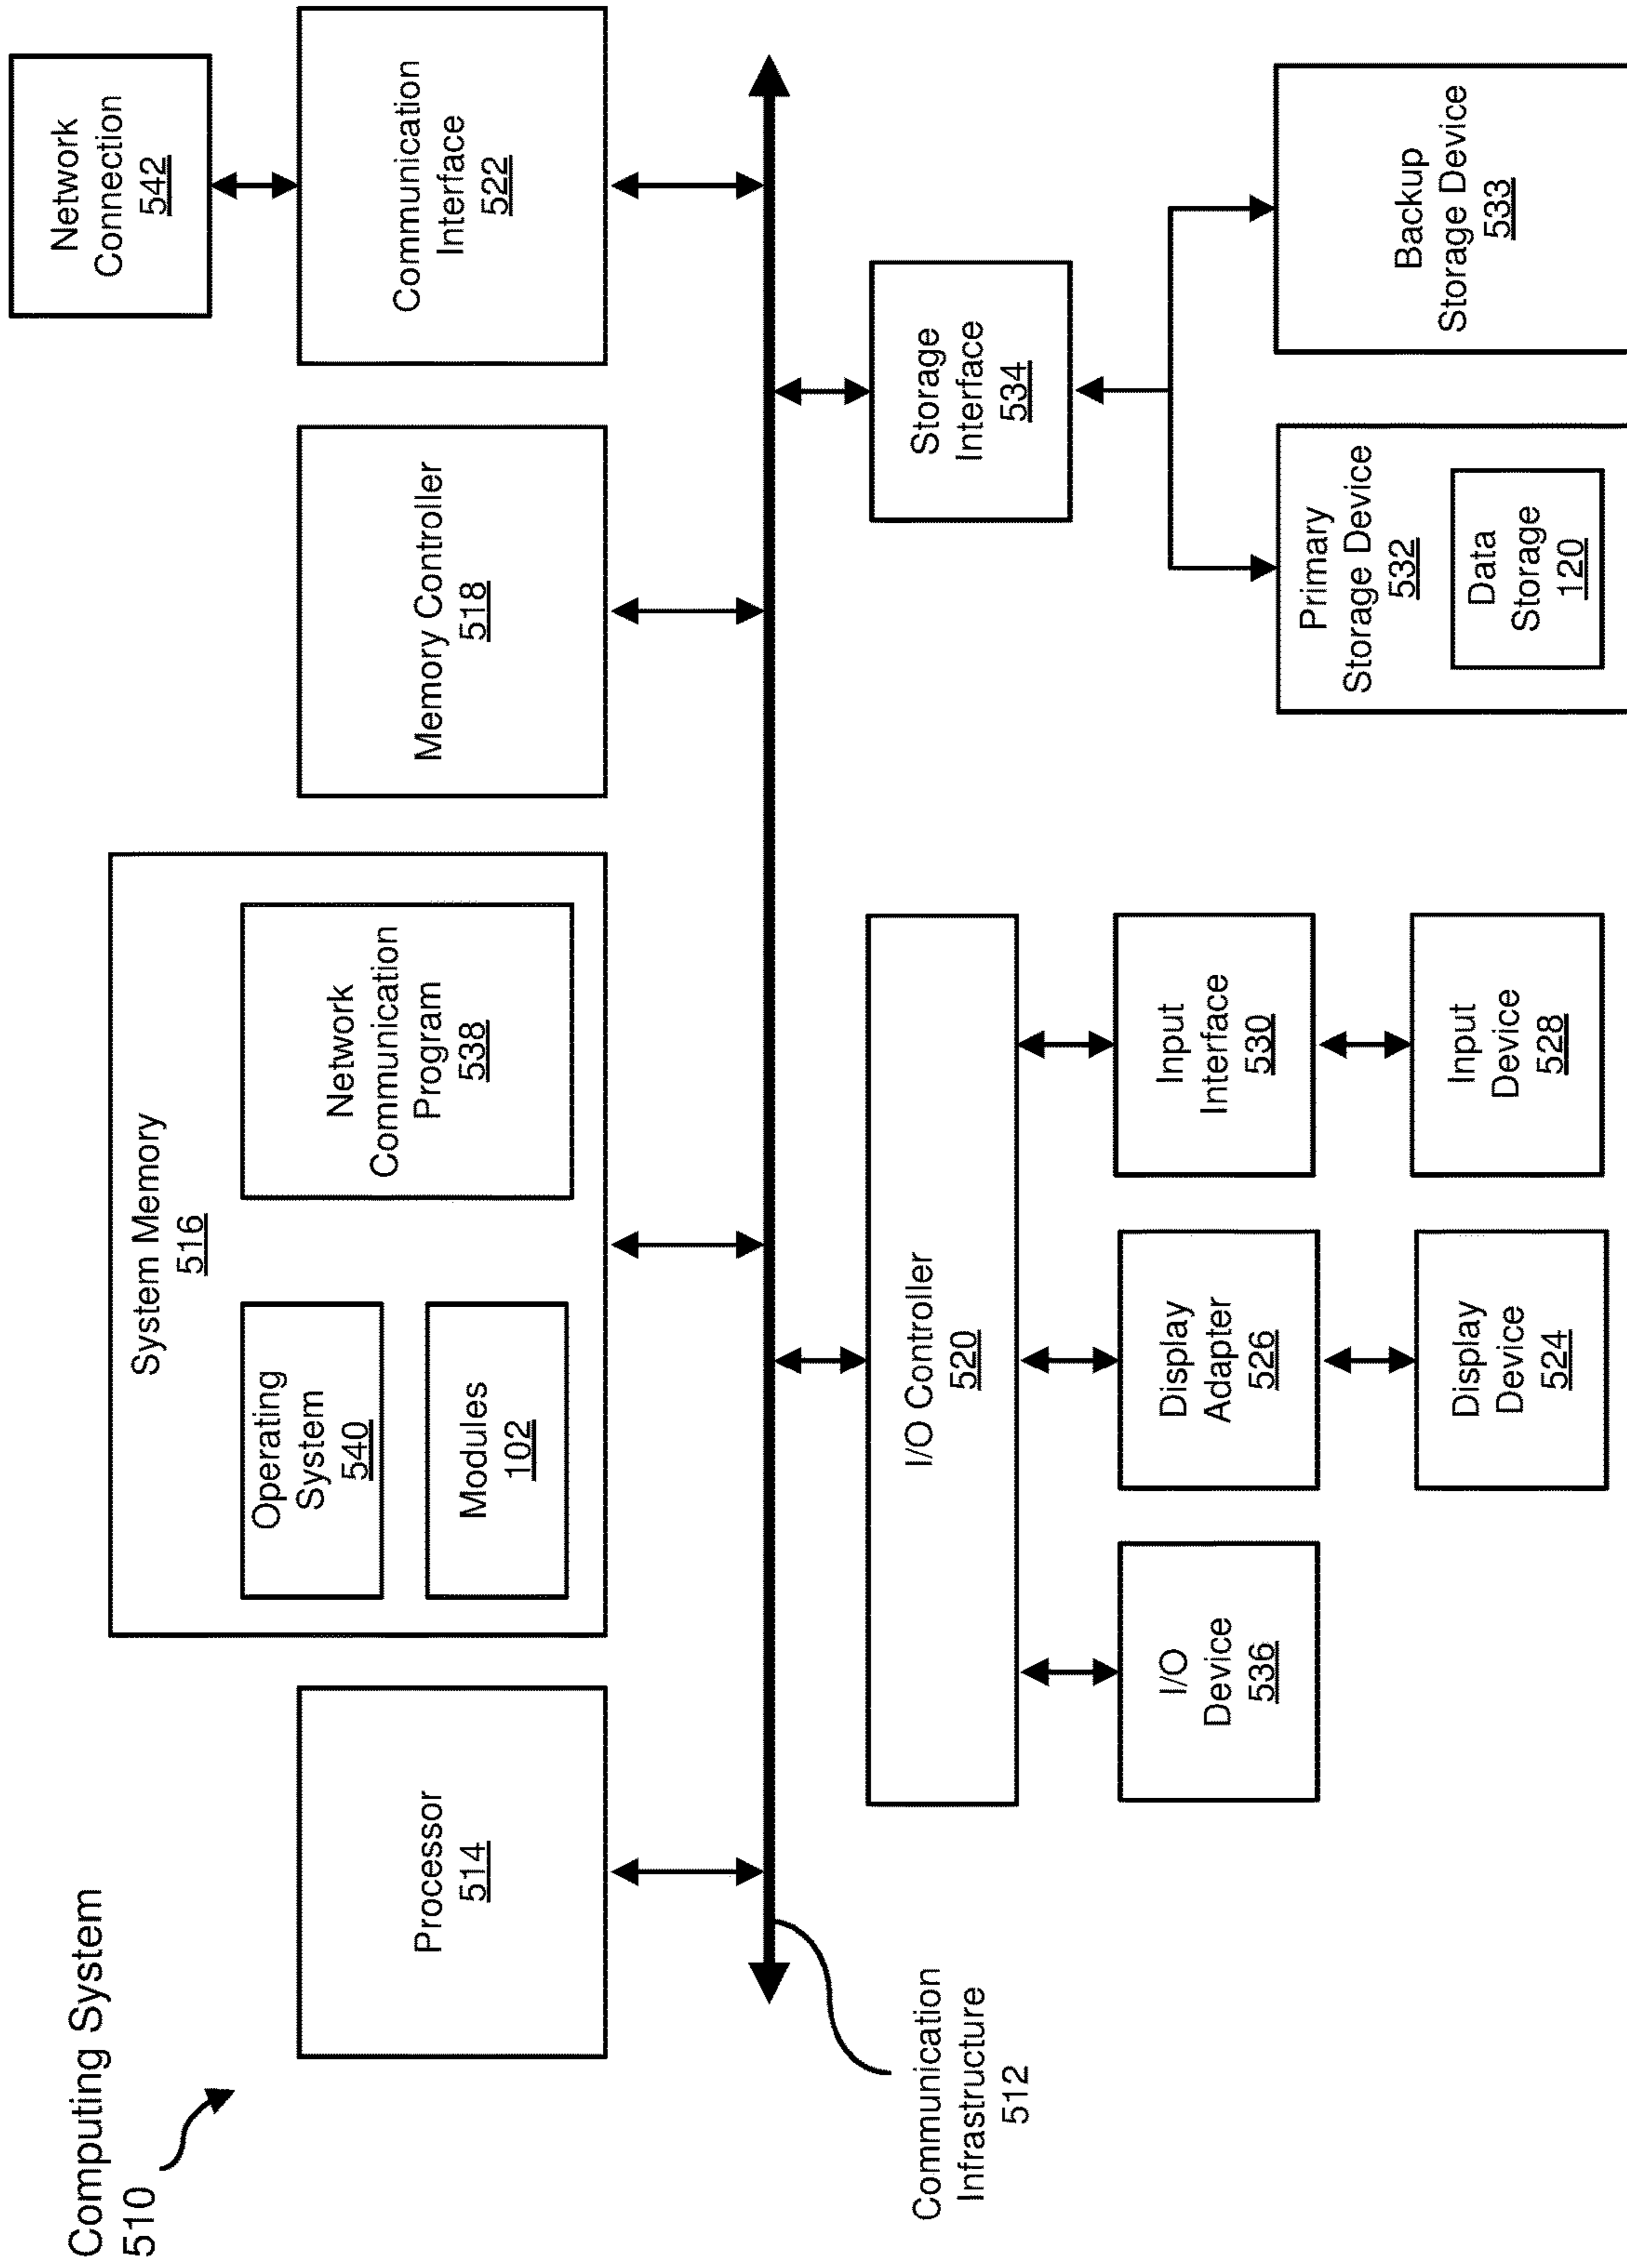 Computing System
510
System Memory
516
Operating
System
540
Modules
102
Network
Communication
Program
538
Network
Connection
542
Processor
514
Memory Controller
518
Communication
Interface
522
Communication
Infrastructure
512
I/O Controller
520
Storage
Interface
534
I/O
Device
536
Display
Adapter
526
Input
Interface
530
Display
Device
524
Input
Device
528
Primary
Storage Device
532
Data
Storage
120
Backup
Storage Device
533